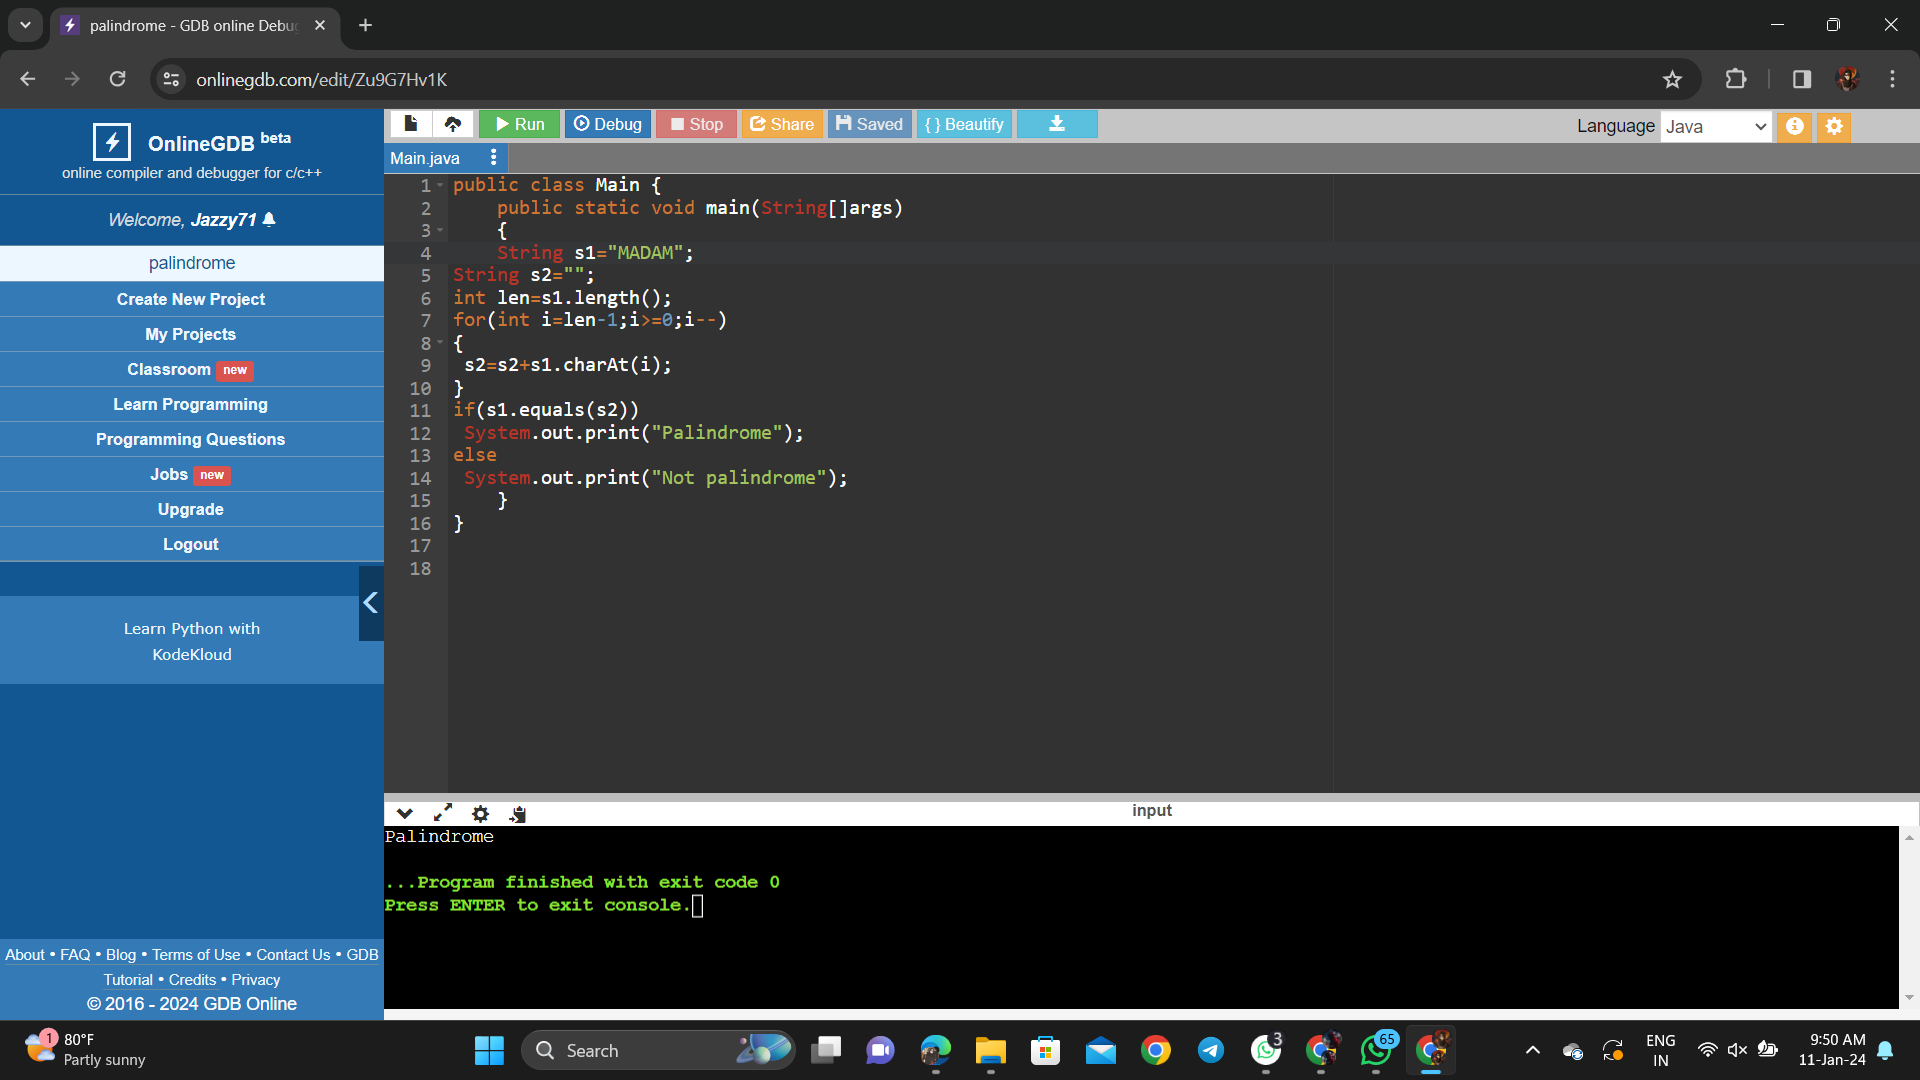 palindrome - GDB online Debu
onlinegdb.com/edit/Zu9G7Hv1K
OnlineGDB beta
online compiler and debugger for c/c++
Welcome, Jazzy71
palindrome
Create New Project
My Projects
Classroom new
Learn Programming
Programming Questions
Jobs new
Upgrade
Logout
Learn Python with
KodeKloud
About • FAQ • Blog • Terms of Use • Contact Us • GDB
Tutorial • Credits • Privacy
© 2016 - 2024 GDB Online
Run Debug Stop Share Saved { } Beautify
Language Java
Main.java
1 public class Main {
2 public static void main(String[]args)
3 {
4 String s1="MADAM";
5 String s2="";
6 int len=s1.length();
7 for(int i=len-1;i>=0;i--)
8 {
9 s2=s2+s1.charAt(i);
10 }
11 if(s1.equals(s2))
12 System.out.print("Palindrome");
13 else
14 System.out.print("Not palindrome");
15 }
16 }
17
18
input
Palindrome
...Program finished with exit code 0
Press ENTER to exit console.
1
80°F
Partly sunny
Search
3
65
ENG
IN
9:50 AM
11-Jan-24